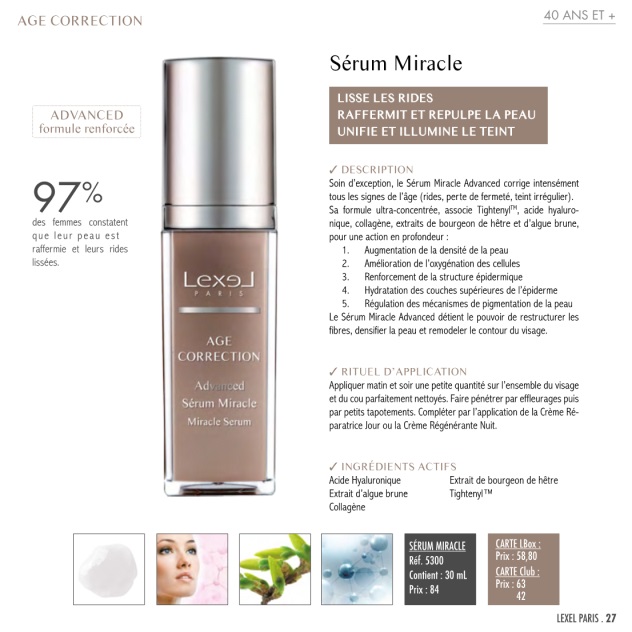 AGE CORRECTION
40 ANS ET +
ADVANCED
formule renforcée
97%
des femmes constatent
que leur peau est
raffermie et leurs rides
lissées.
LexeL
PARIS
AGE
CORRECTION
Advanced
Sérum Miracle
Miracle Serum
Sérum Miracle
LISSE LES RIDES
RAFFERMIT ET REPULPE LA PEAU
UNIFIE ET ILLUMINE LE TEINT
✓ DESCRIPTION
Soin d'exception, le Sérum Miracle Advanced corrige intensément
tous les signes de l'âge (rides, perte de fermeté, teint irrégulier).
Sa formule ultra-concentrée, associe Tightenyl™, acide hyaluro-
nique, collagène, extraits de bourgeon de hêtre et d'algue brune,
pour une action en profondeur :
1. Augmentation de la densité de la peau
2. Amélioration de l'oxygénation des cellules
3. Renforcement de la structure épidermique
4. Hydratation des couches supérieures de l'épiderme
5. Régulation des mécanismes de pigmentation de la peau
Le Sérum Miracle Advanced détient le pouvoir de restructurer les
fibres, densifier la peau et remodeler le contour du visage.
✓ RITUEL D'APPLICATION
Appliquer matin et soir une petite quantité sur l'ensemble du visage
et du cou parfaitement nettoyés. Faire pénétrer par effleurages puis
par petits tapotements. Compléter par l'application de la Crème Ré-
paratrice Jour ou la Crème Régénérante Nuit.
✓ INGRÉDIENTS ACTIFS
Acide Hyaluronique
Extrait d'algue brune
Collagène
Extrait de bourgeon de hêtre
Tightenyl™
SÉRUM MIRACLE
Réf. 5300
Contient : 30 mL
Prix : 84
CARTE LBox :
Prix : 58,80
CARTE Club :
Prix : 63
42
LEXEL PARIS . 27